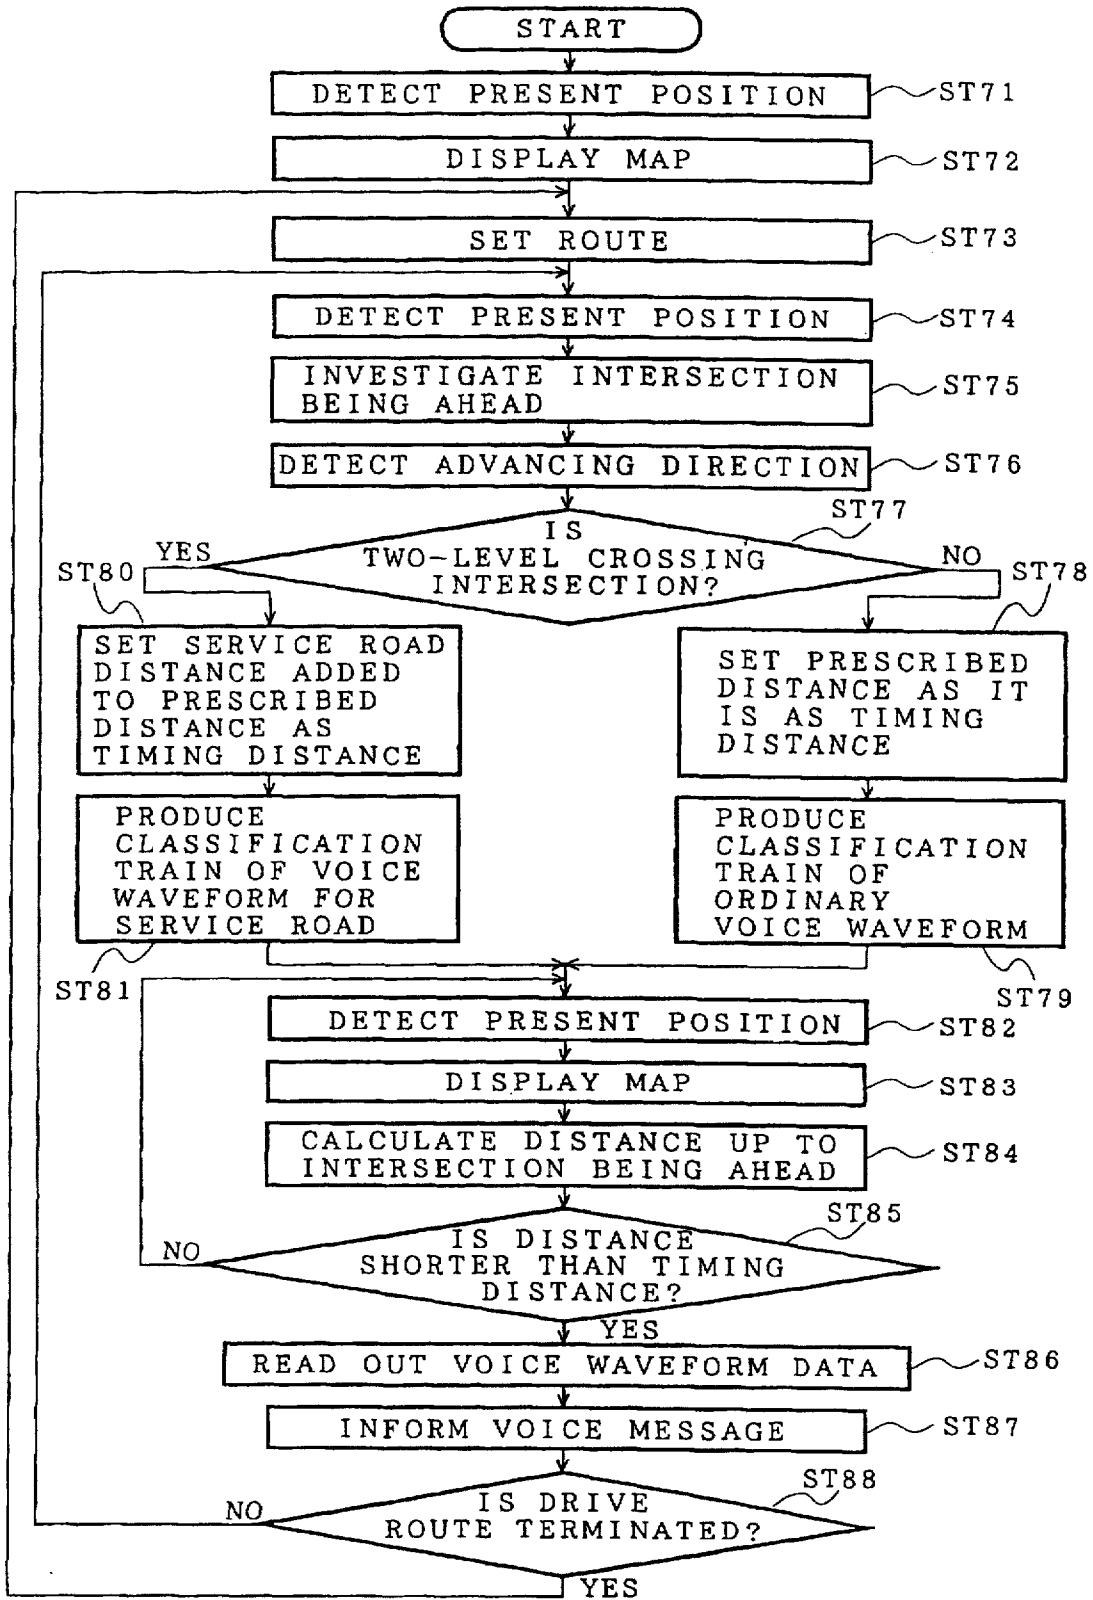 START
DETECT PRESENT POSITION
ST71
DISPLAY MAP
ST72
SET ROUTE
ST73
DETECT PRESENT POSITION
ST74
INVESTIGATE INTERSECTION
BEING AHEAD
ST75
DETECT ADVANCING DIRECTION
ST76
ST77
IS
TWO-LEVEL CROSSING
INTERSECTION?
YES
NO
ST80
ST78
SET SERVICE ROAD
DISTANCE ADDED
TO PRESCRIBED
DISTANCE AS
TIMING DISTANCE
SET PRESCRIBED
DISTANCE AS IT
IS AS TIMING
DISTANCE
PRODUCE
CLASSIFICATION
TRAIN OF VOICE
WAVEFORM FOR
SERVICE ROAD
ST81
PRODUCE
CLASSIFICATION
TRAIN OF
ORDINARY
VOICE WAVEFORM
ST79
DETECT PRESENT POSITION
ST82
DISPLAY MAP
ST83
CALCULATE DISTANCE UP TO
INTERSECTION BEING AHEAD
ST84
ST85
IS DISTANCE
SHORTER THAN TIMING
DISTANCE?
NO
YES
READ OUT VOICE WAVEFORM DATA
ST86
INFORM VOICE MESSAGE
ST87
ST88
IS DRIVE
ROUTE TERMINATED?
NO
YES